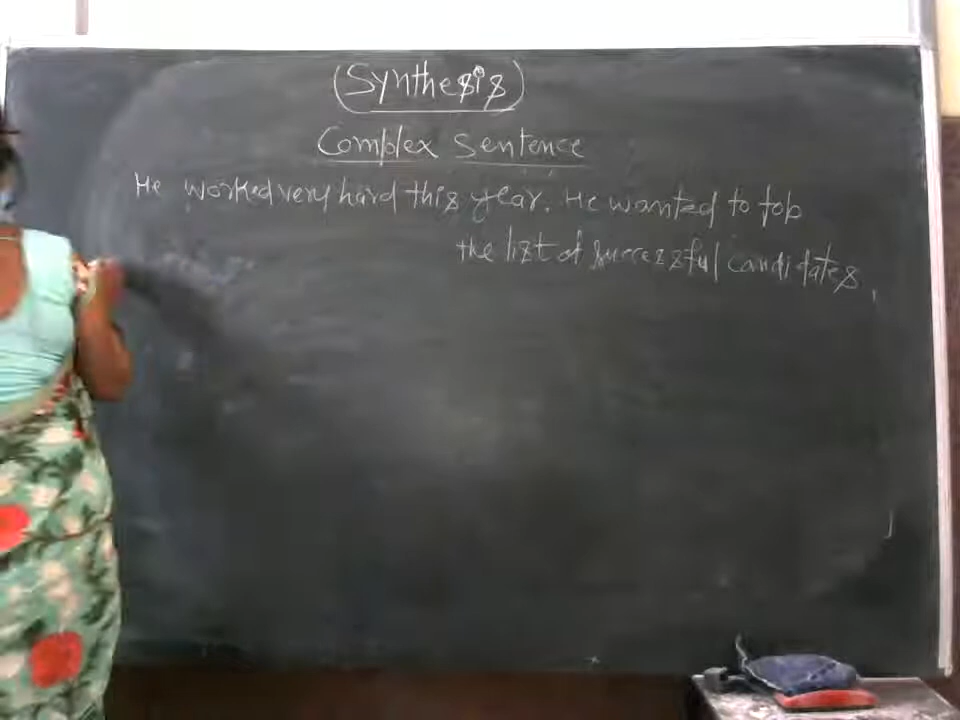 (Synthesis)
Complex Sentence
He worked very hard this year. He wanted to top
the list of successful candidates.